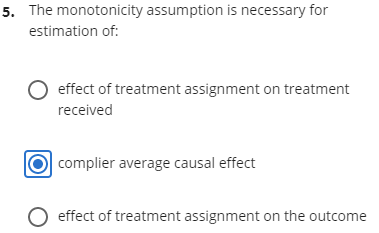 5. The monotonicity assumption is necessary for
estimation of:
effect of treatment assignment on treatment
received
complier average causal effect
effect of treatment assignment on the outcome